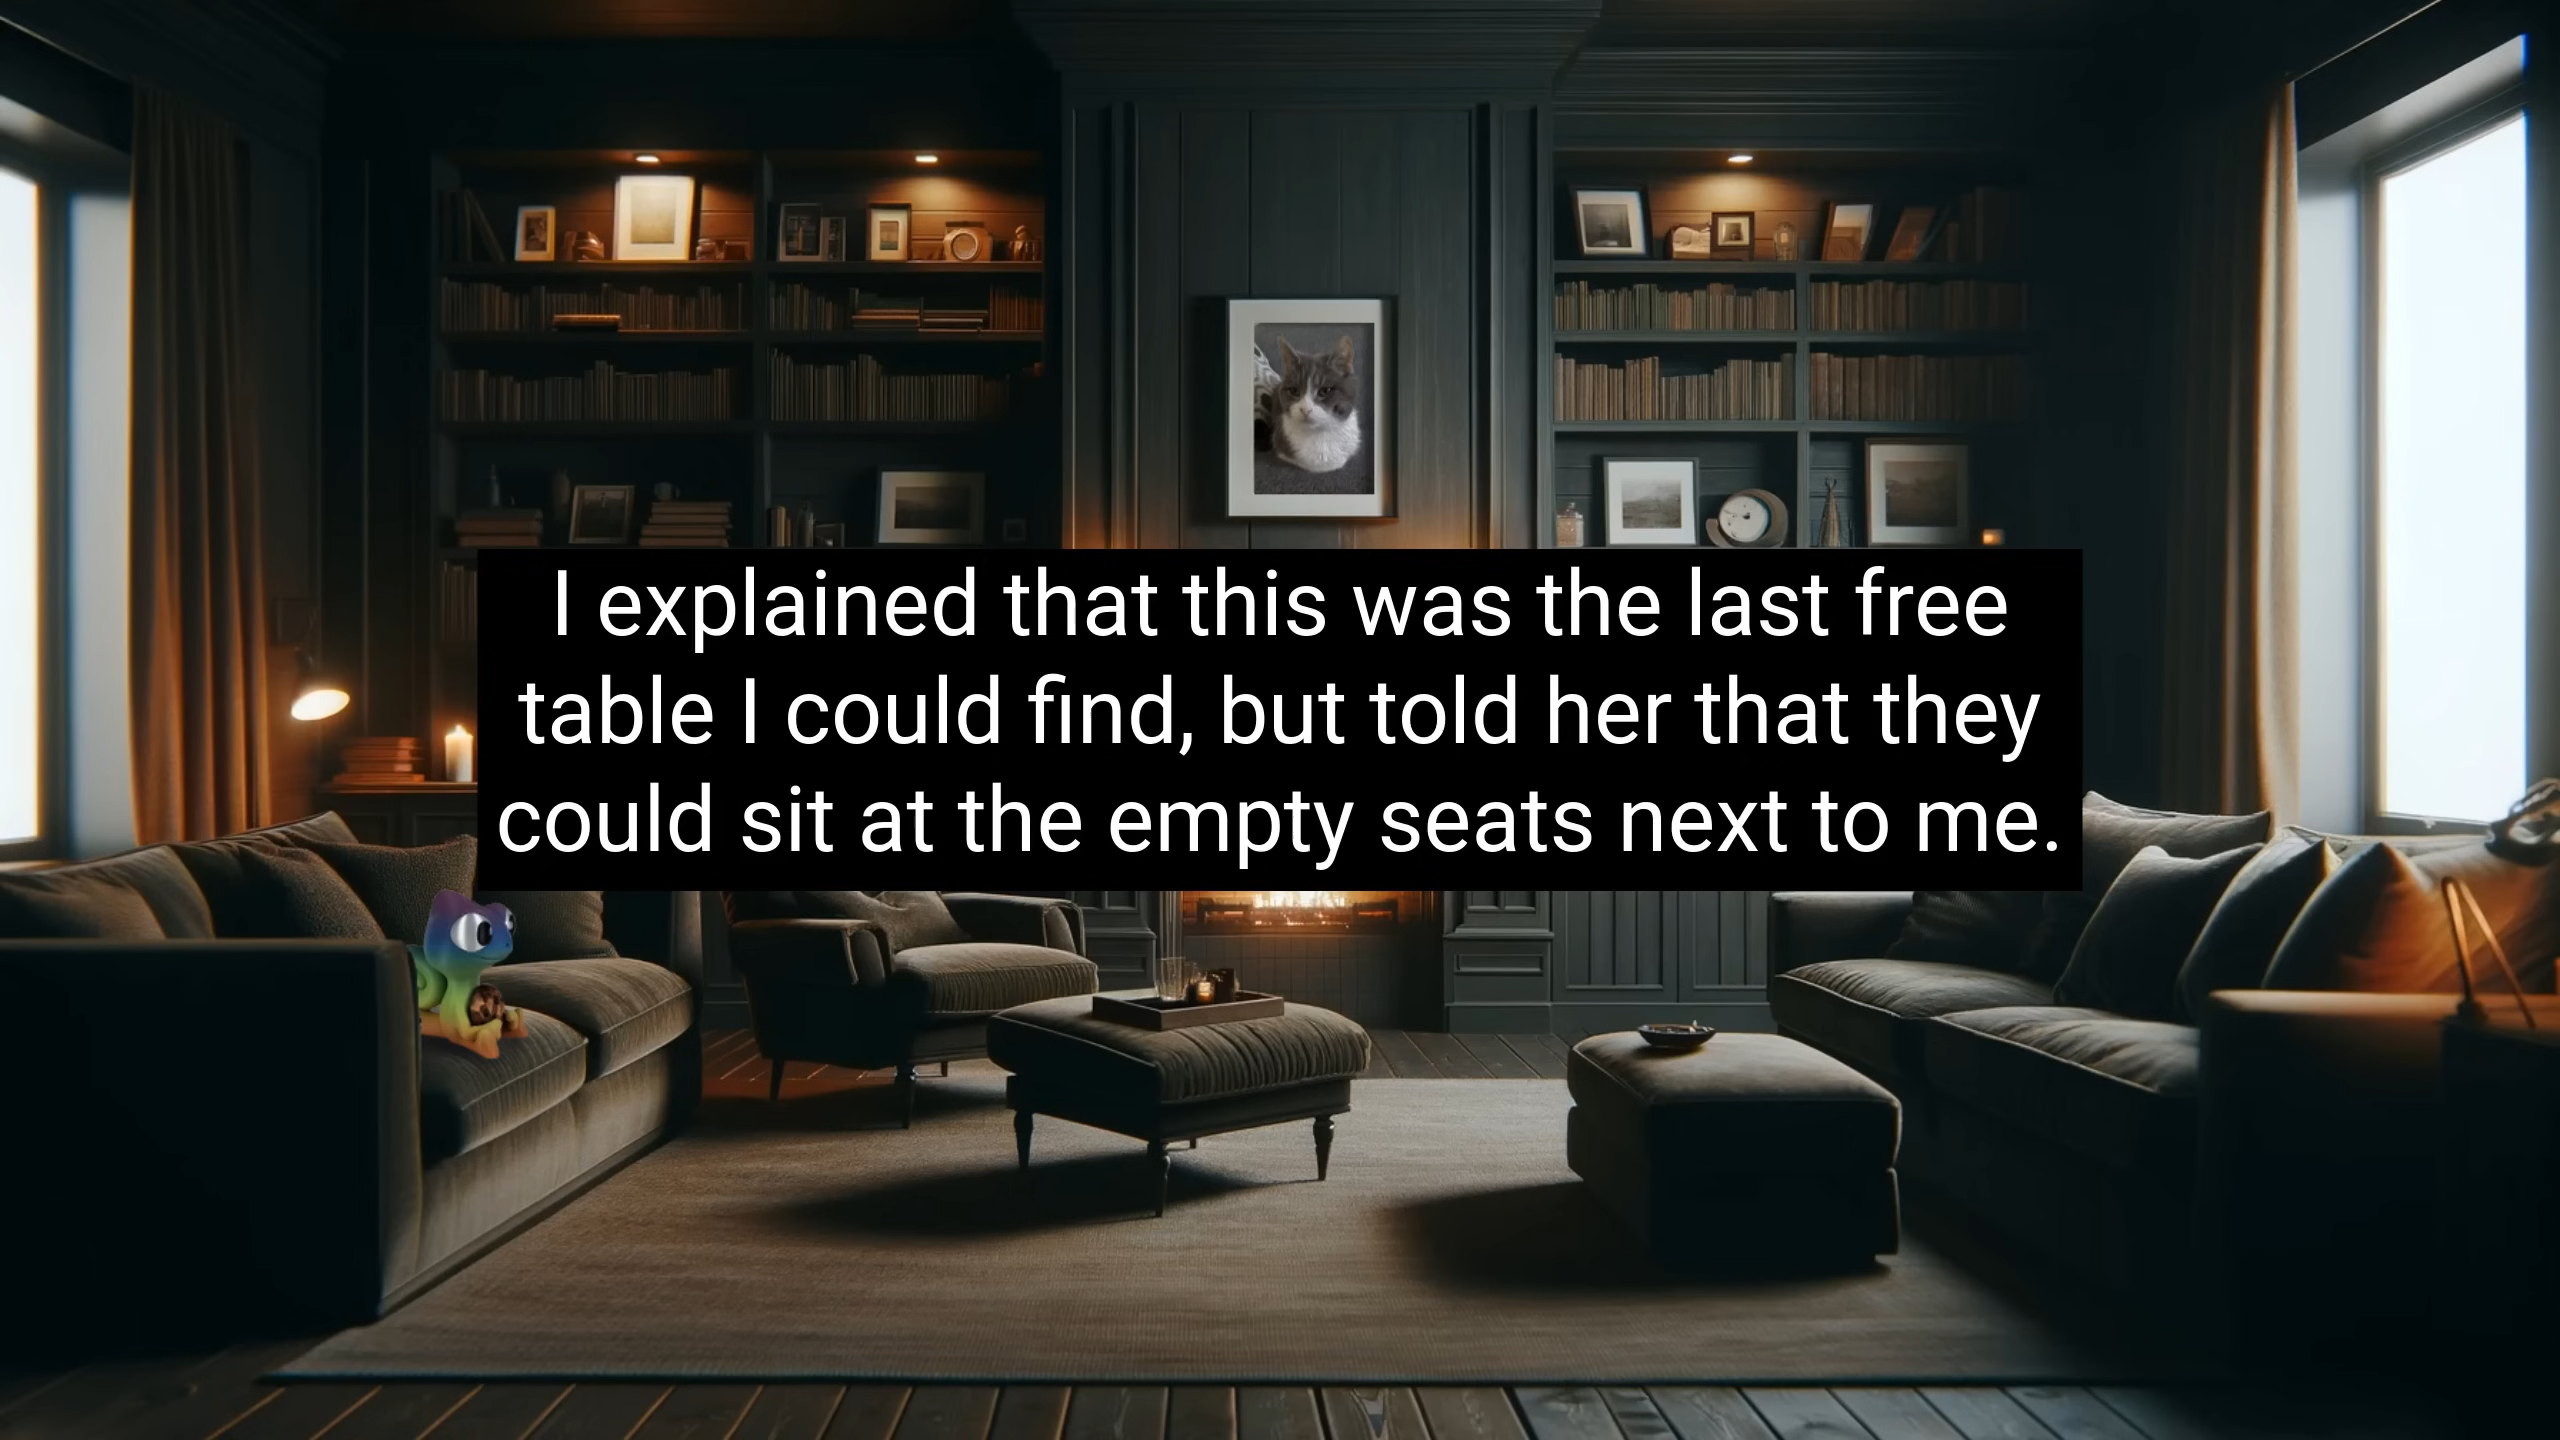 I explained that this was the last free
table I could find, but told her that they
could sit at the empty seats next to me.